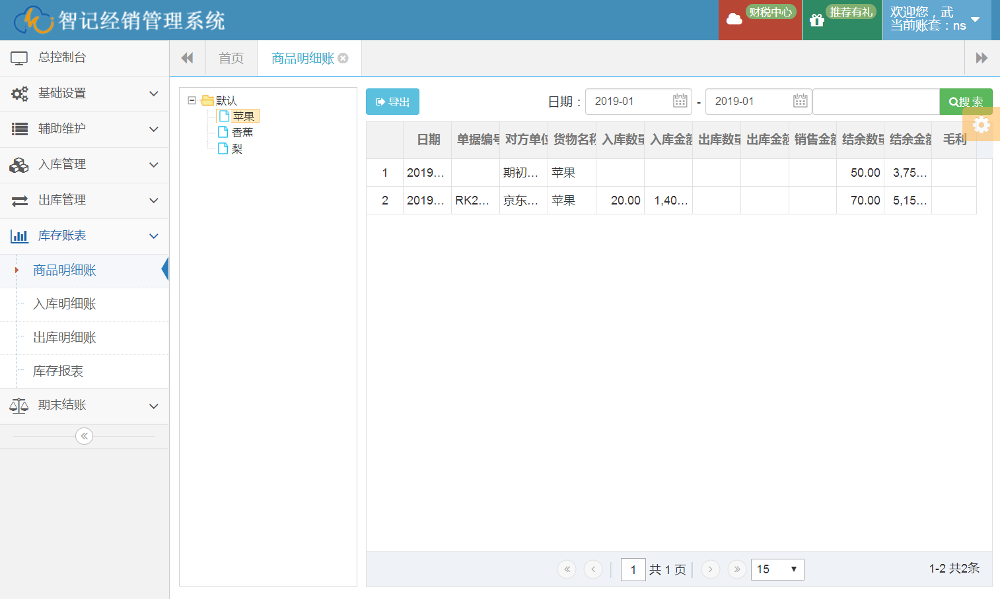 智记经销管理系统
财税中心
推荐有礼
欢迎您，武
当前账套：ns
总控制台
基础设置
辅助维护
入库管理
出库管理
库存账表
商品明细账
入库明细账
出库明细账
库存报表
期末结账
首页
商品明细账
默认
苹果
香蕉
梨
导出
日期： 2019-01 - 2019-01 搜 索
日期 单据编号 对方单位 货物名称 入库数量 入库金额 出库数量 出库金额 销售金额 结余数量 结余金额 毛利
1 2019... 期初... 苹果 50.00 3,75...
2 2019... RK2... 京东... 苹果 20.00 1,40... 70.00 5,15...
1 共 1 页 15 1-2 共2条